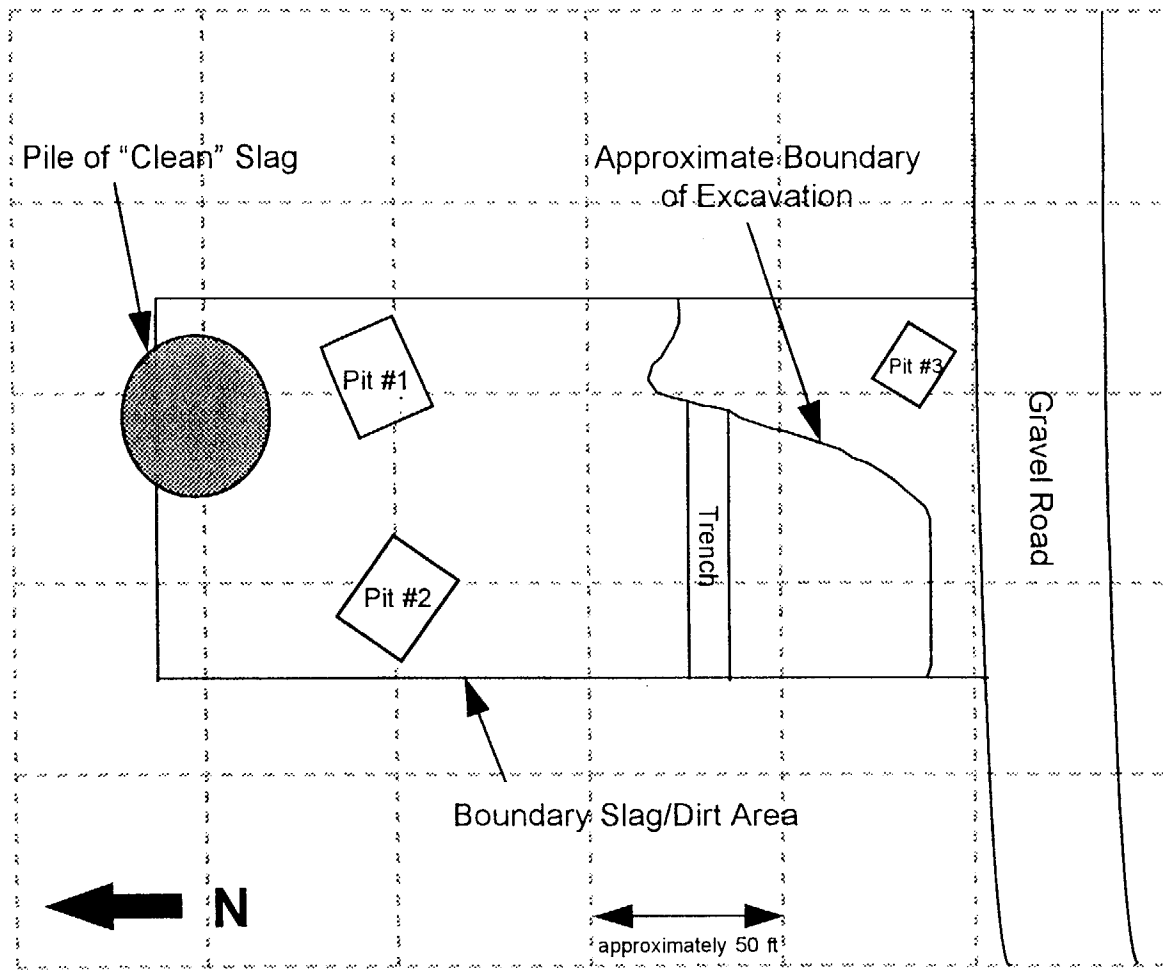 Pile of “Clean” Slag
Approximate Boundary
of Excavation
Pit #1
Pit #3
Gravel Road
Trench
Pit #2
Boundary Slag/Dirt Area
N
approximately 50 ft